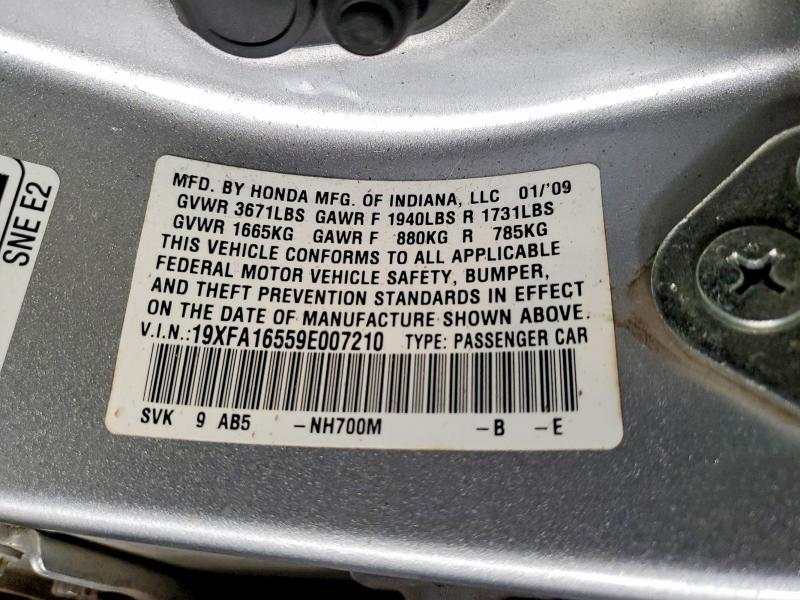 SNE E2
MFD. BY HONDA MFG. OF INDIANA, LLC 01/'09
GVWR 3671LBS GAWR F 1940LBS R 1731LBS
GVWR 1665KG GAWR F 880KG R 785KG
THIS VEHICLE CONFORMS TO ALL APPLICABLE
FEDERAL MOTOR VEHICLE SAFETY, BUMPER,
AND THEFT PREVENTION STANDARDS IN EFFECT
ON THE DATE OF MANUFACTURE SHOWN ABOVE.
V.I.N.:19XFA16559E007210 TYPE: PASSENGER CAR
SVK 9 AB5 -NH700M -B -E